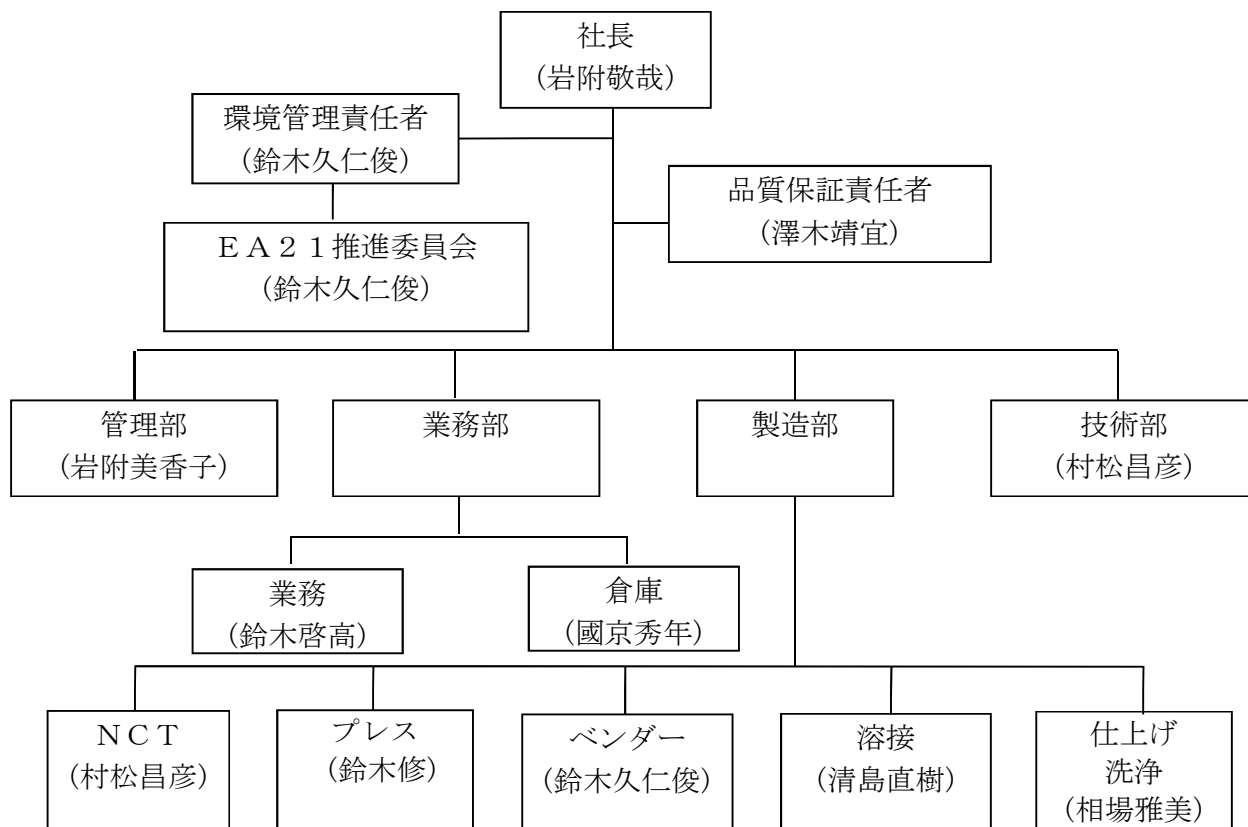 社長
(岩附敬哉)
環境管理責任者
(鈴木久仁俊)
品質保証責任者
(澤木靖宜)
ＥＡ２１推進委員会
(鈴木久仁俊)
管理部
(岩附美香子)
業務部
製造部
技術部
(村松昌彦)
業務
(鈴木啓高)
倉庫
(國京秀年)
ＮＣＴ
(村松昌彦)
プレス
(鈴木修)
ベンダー
(鈴木久仁俊)
溶接
(清島直樹)
仕上げ
洗浄
(相場雅美)